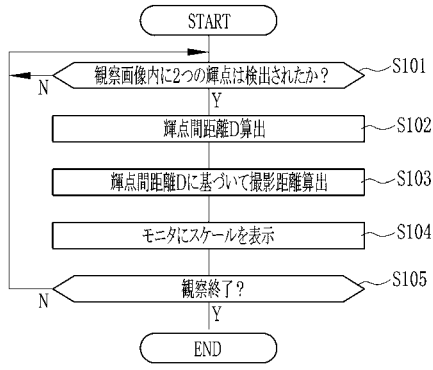 START
観察画像内に2つの輝点は検出されたか?
S101
N
Y
輝点間距離D算出
S102
輝点間距離Dに基づいて撮影距離算出
S103
モニタにスケールを表示
S104
観察終了?
S105
N
Y
END